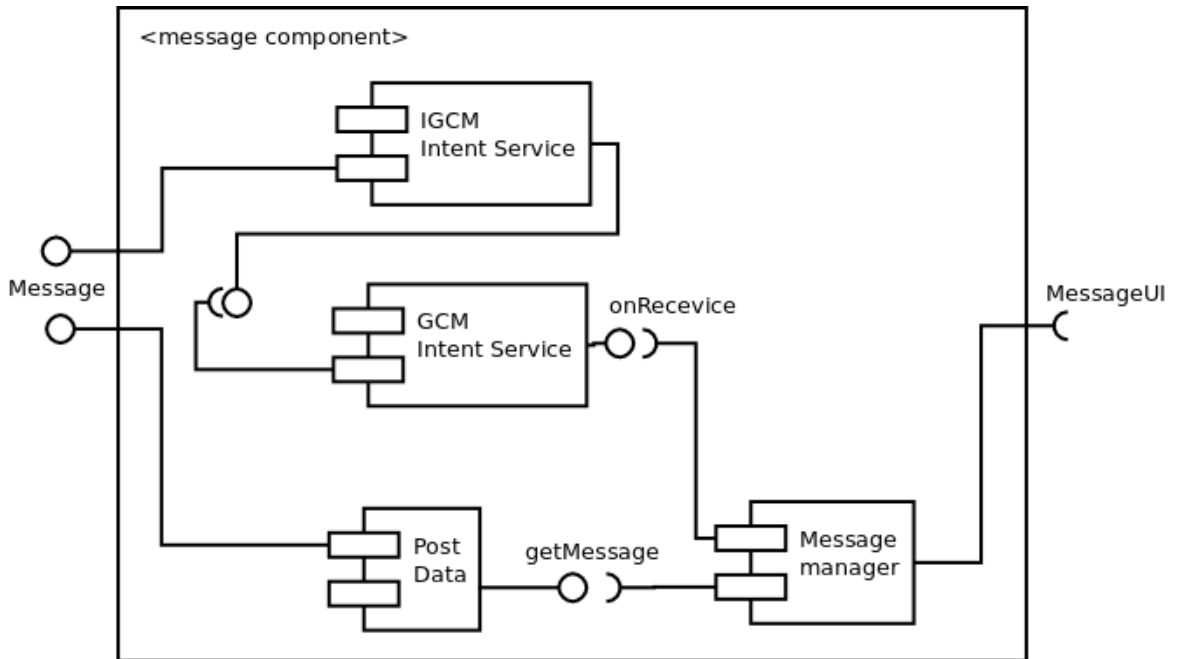 <message component>
IGCM
Intent Service
Message
GCM
Intent Service
onRecevice
MessageUI
Post
Data
getMessage
Message
manager